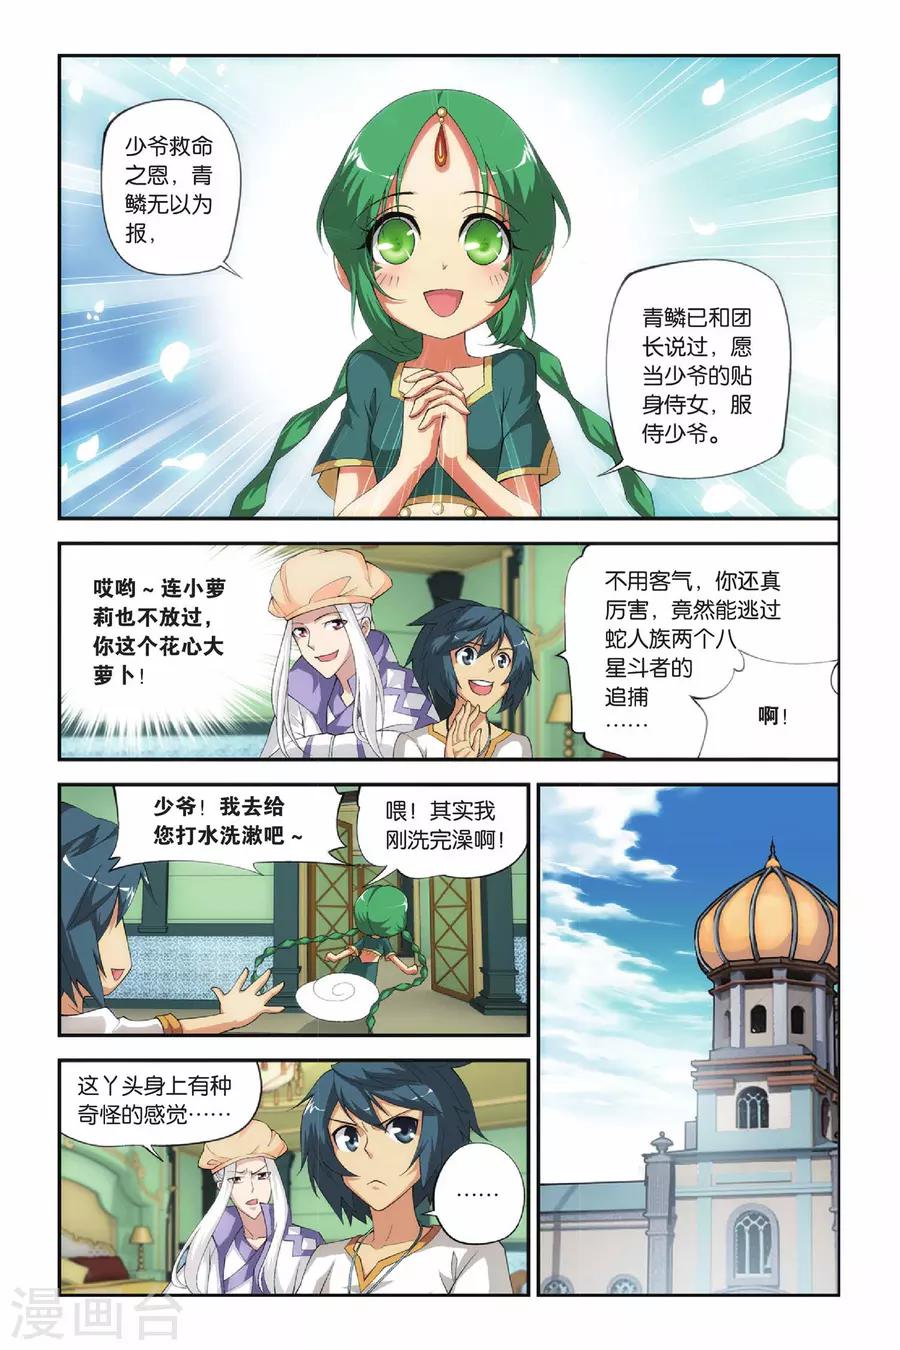 少爷救命
之恩，青
鳞无以为
报，
青鳞已和团
长说过，愿
当少爷的贴
身侍女，服
侍少爷。
哎哟～连小萝
莉也不放过，
你这个花心大
萝卜！
不用客气，你还真
厉害，竟然能逃过
蛇人族两个八
星斗者的
追捕
……
啊！
少爷！我去给
您打水洗漱吧～
喂！其实我
刚洗完澡啊！
这丫头身上有种
奇怪的感觉……
……
漫画台